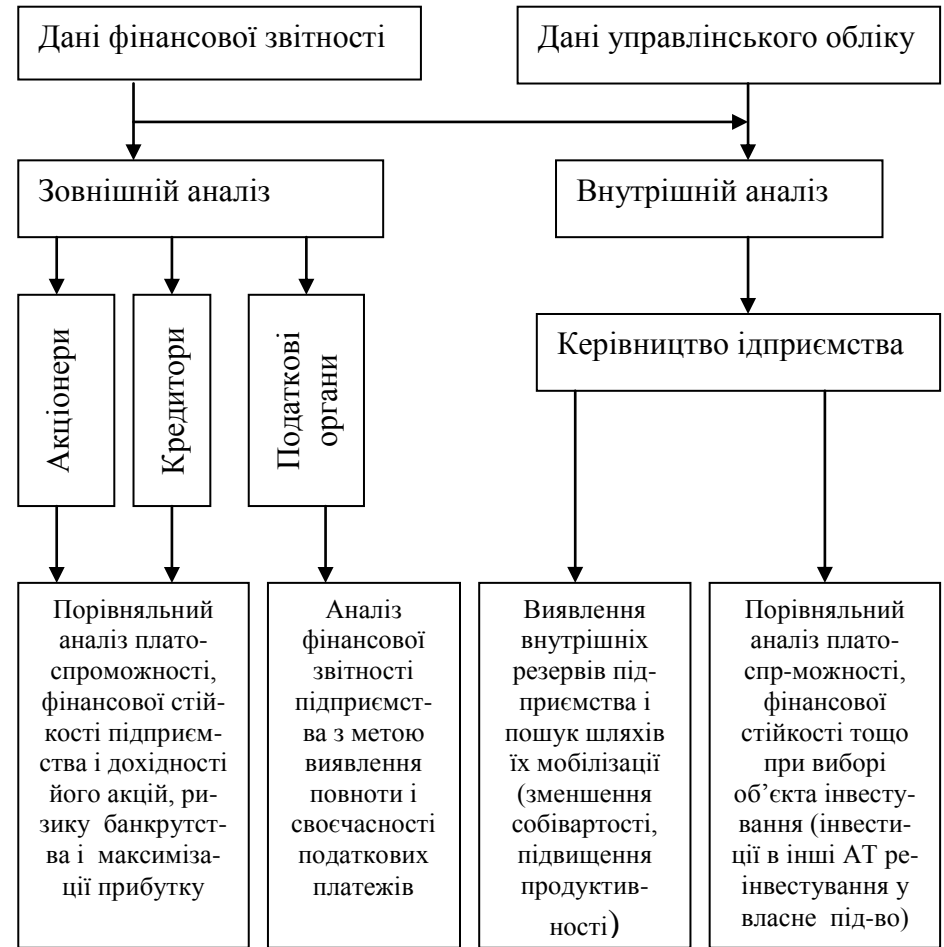 Дані фінансової звітності
Дані управлінського обліку
Зовнішній аналіз
Внутрішній аналіз
Акціонери
Кредитори
Податкові
органи
Керівництво ідприємства
Порівняльний
аналіз плато-
спроможності,
фінансової стій-
кості підприєм-
ства і дохідності
його акцій, ри-
зику банкрутст-
ва і максиміза-
ції прибутку
Аналіз
фінансової
звітності
підприємст-
ва з метою
виявлення
повноти і
своєчасності
податкових
платежів
Виявлення
внутрішніх
резервів під-
приємства і
пошук шляхів
їх мобілізації
(зменшення
собівартості,
підвищення
продуктив-
ності)
Порівняльний
аналіз плато-
спр-можності,
фінансової
стійкості тощо
при виборі
об’єкта інвесту-
вання (інвести-
ції в інші АТ ре-
інвестування у
власне під-во)